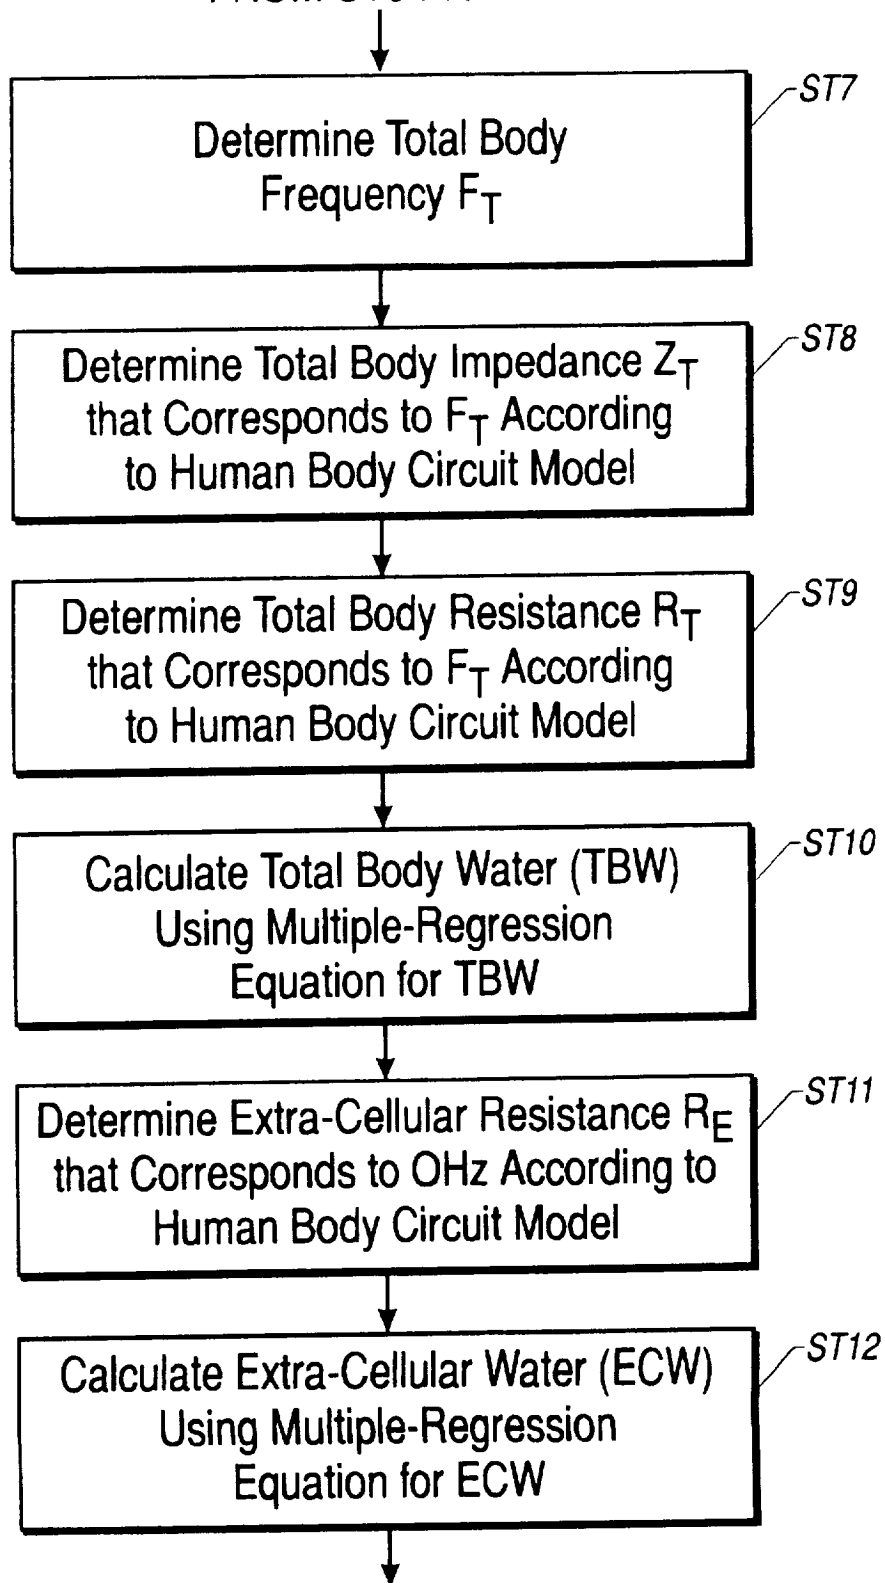 ST7
Determine Total Body
Frequency F_T
ST8
Determine Total Body Impedance Z_T
that Corresponds to F_T According
to Human Body Circuit Model
ST9
Determine Total Body Resistance R_T
that Corresponds to F_T According
to Human Body Circuit Model
ST10
Calculate Total Body Water (TBW)
Using Multiple-Regression
Equation for TBW
ST11
Determine Extra-Cellular Resistance R_E
that Corresponds to OHz According to
Human Body Circuit Model
ST12
Calculate Extra-Cellular Water (ECW)
Using Multiple-Regression
Equation for ECW